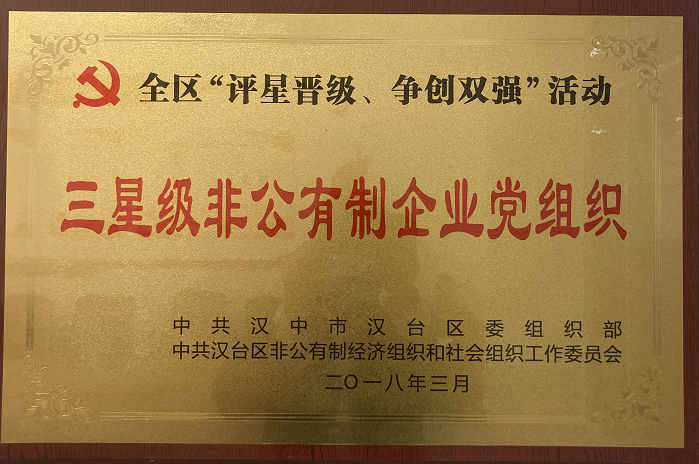 全区“评星晋级、争创双强”活动
三星级非公有制企业党组织
中共汉中市汉台区委组织部
中共汉台区非公有制经济组织和社会组织工作委员会
二〇一八年三月